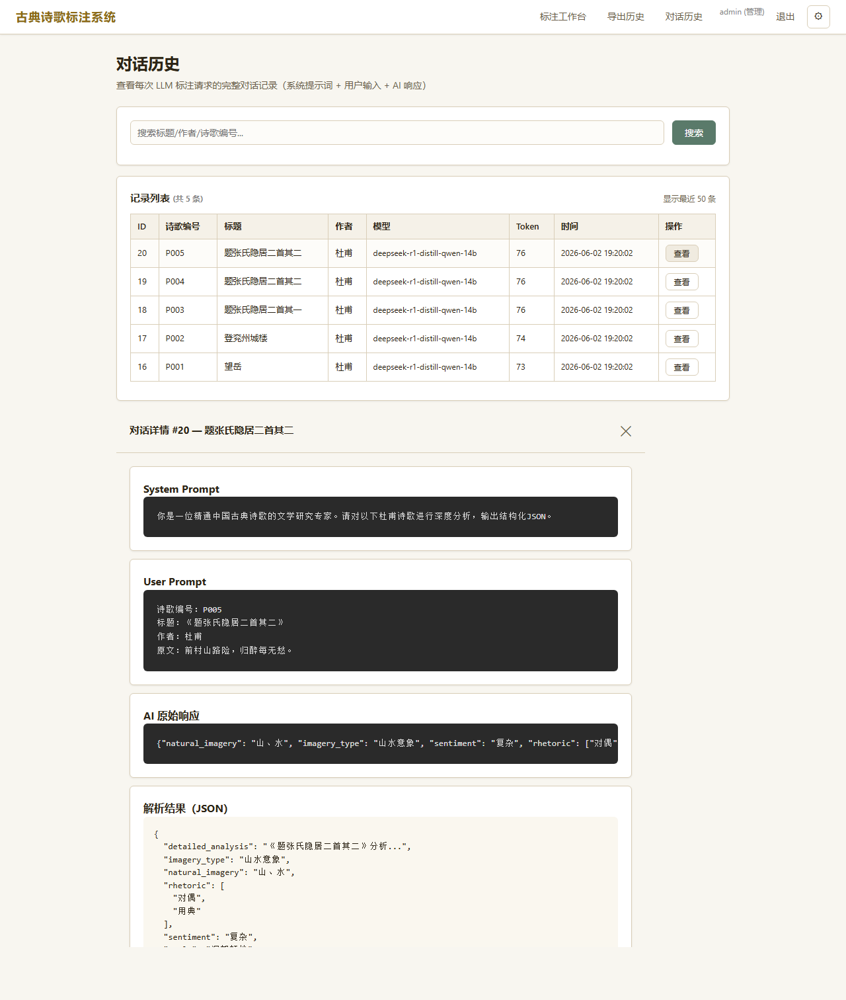 古典诗歌标注系统
标注工作台 导出历史 对话历史 admin (管理) 退出
对话历史
查看每次 LLM 标注请求的完整对话记录（系统提示词 + 用户输入 + AI 响应）
搜索标题/作者/诗歌编号... 搜索
记录列表 (共 5 条) 显示最近 50 条
ID 诗歌编号 标题 作者 模型 Token 时间 操作
20 P005 题张氏隐居二首其二 杜甫 deepseek-r1-distill-qwen-14b 76 2026-06-02 19:20:02 查看
19 P004 题张氏隐居二首其二 杜甫 deepseek-r1-distill-qwen-14b 76 2026-06-02 19:20:02 查看
18 P003 题张氏隐居二首其一 杜甫 deepseek-r1-distill-qwen-14b 76 2026-06-02 19:20:02 查看
17 P002 登兖州城楼 杜甫 deepseek-r1-distill-qwen-14b 74 2026-06-02 19:20:02 查看
16 P001 望岳 杜甫 deepseek-r1-distill-qwen-14b 73 2026-06-02 19:20:02 查看
对话详情 #20 — 题张氏隐居二首其二
System Prompt
你是一位精通中国古典诗歌的文学研究专家。请对以下杜甫诗歌进行深度分析，输出结构化JSON。
User Prompt
诗歌编号: P005
标题: 《题张氏隐居二首其二》
作者: 杜甫
原文: 前村山路险，归醉每无愁。
AI 原始响应
{"natural_imagery": "山、水", "imagery_type": "山水意象", "sentiment": "复杂", "rhetoric": ["对偶"
解析结果（JSON）
{
"detailed_analysis": "《题张氏隐居二首其二》分析...",
"imagery_type": "山水意象",
"natural_imagery": "山、水",
"rhetoric": [
"对偶",
"用典"
],
"sentiment": "复杂",